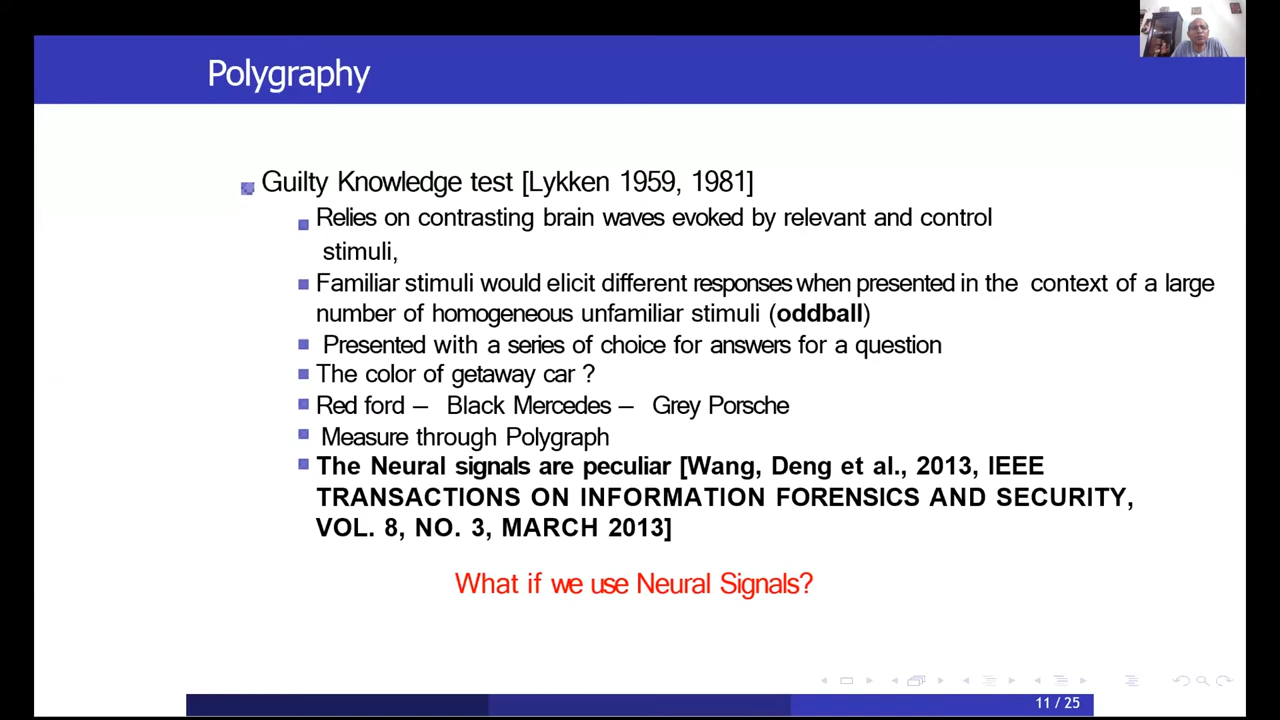 Polygraphy
Guilty Knowledge test [Lykken 1959, 1981]
Relies on contrasting brain waves evoked by relevant and control
stimuli,
Familiar stimuli would elicit different responses when presented in the context of a large
number of homogeneous unfamiliar stimuli (oddball)
Presented with a series of choice for answers for a question
The color of getaway car ?
Red ford – Black Mercedes – Grey Porsche
Measure through Polygraph
The Neural signals are peculiar [Wang, Deng et al., 2013, IEEE
TRANSACTIONS ON INFORMATION FORENSICS AND SECURITY,
VOL. 8, NO. 3, MARCH 2013]
What if we use Neural Signals?
11 / 25